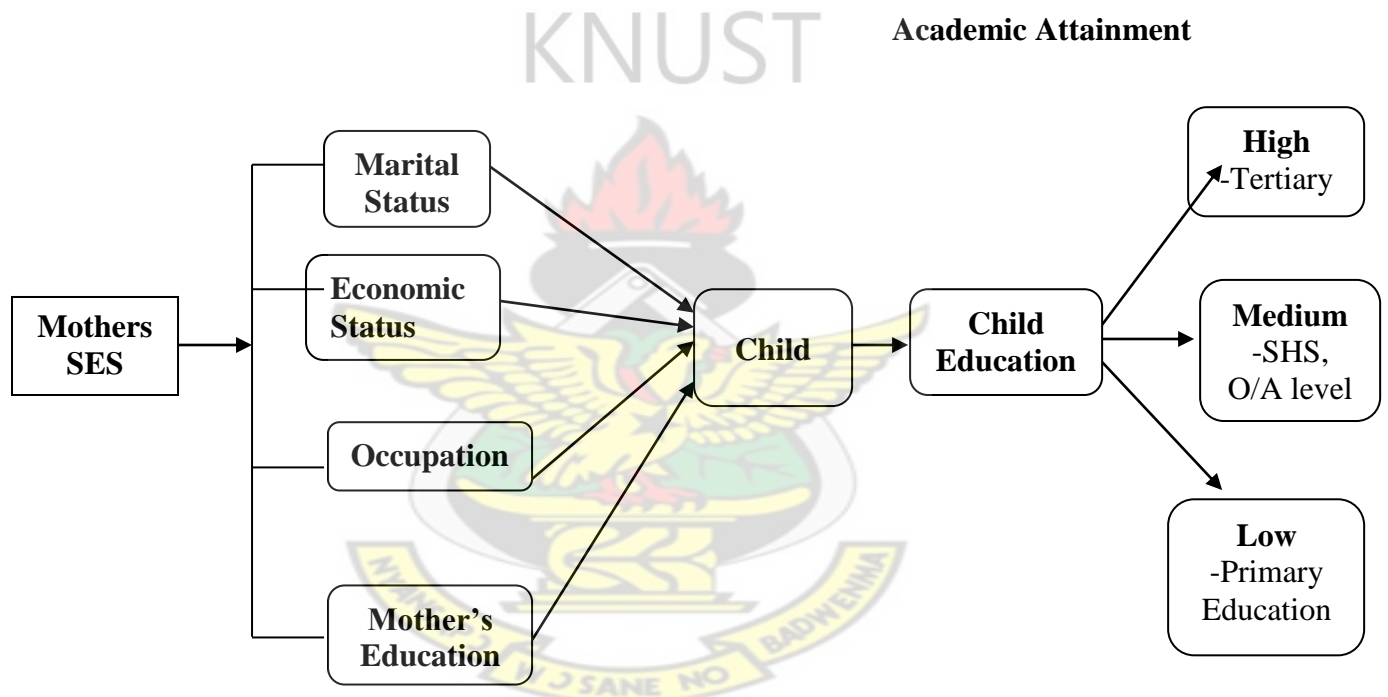 KNUST
Academic Attainment
Mothers
SES
Marital
Status
Economic
Status
Occupation
Mother’s
Education
Child
Child
Education
High
-Tertiary
Medium
-SHS,
O/A level
Low
-Primary
Education
BADWENMA
SANE NO